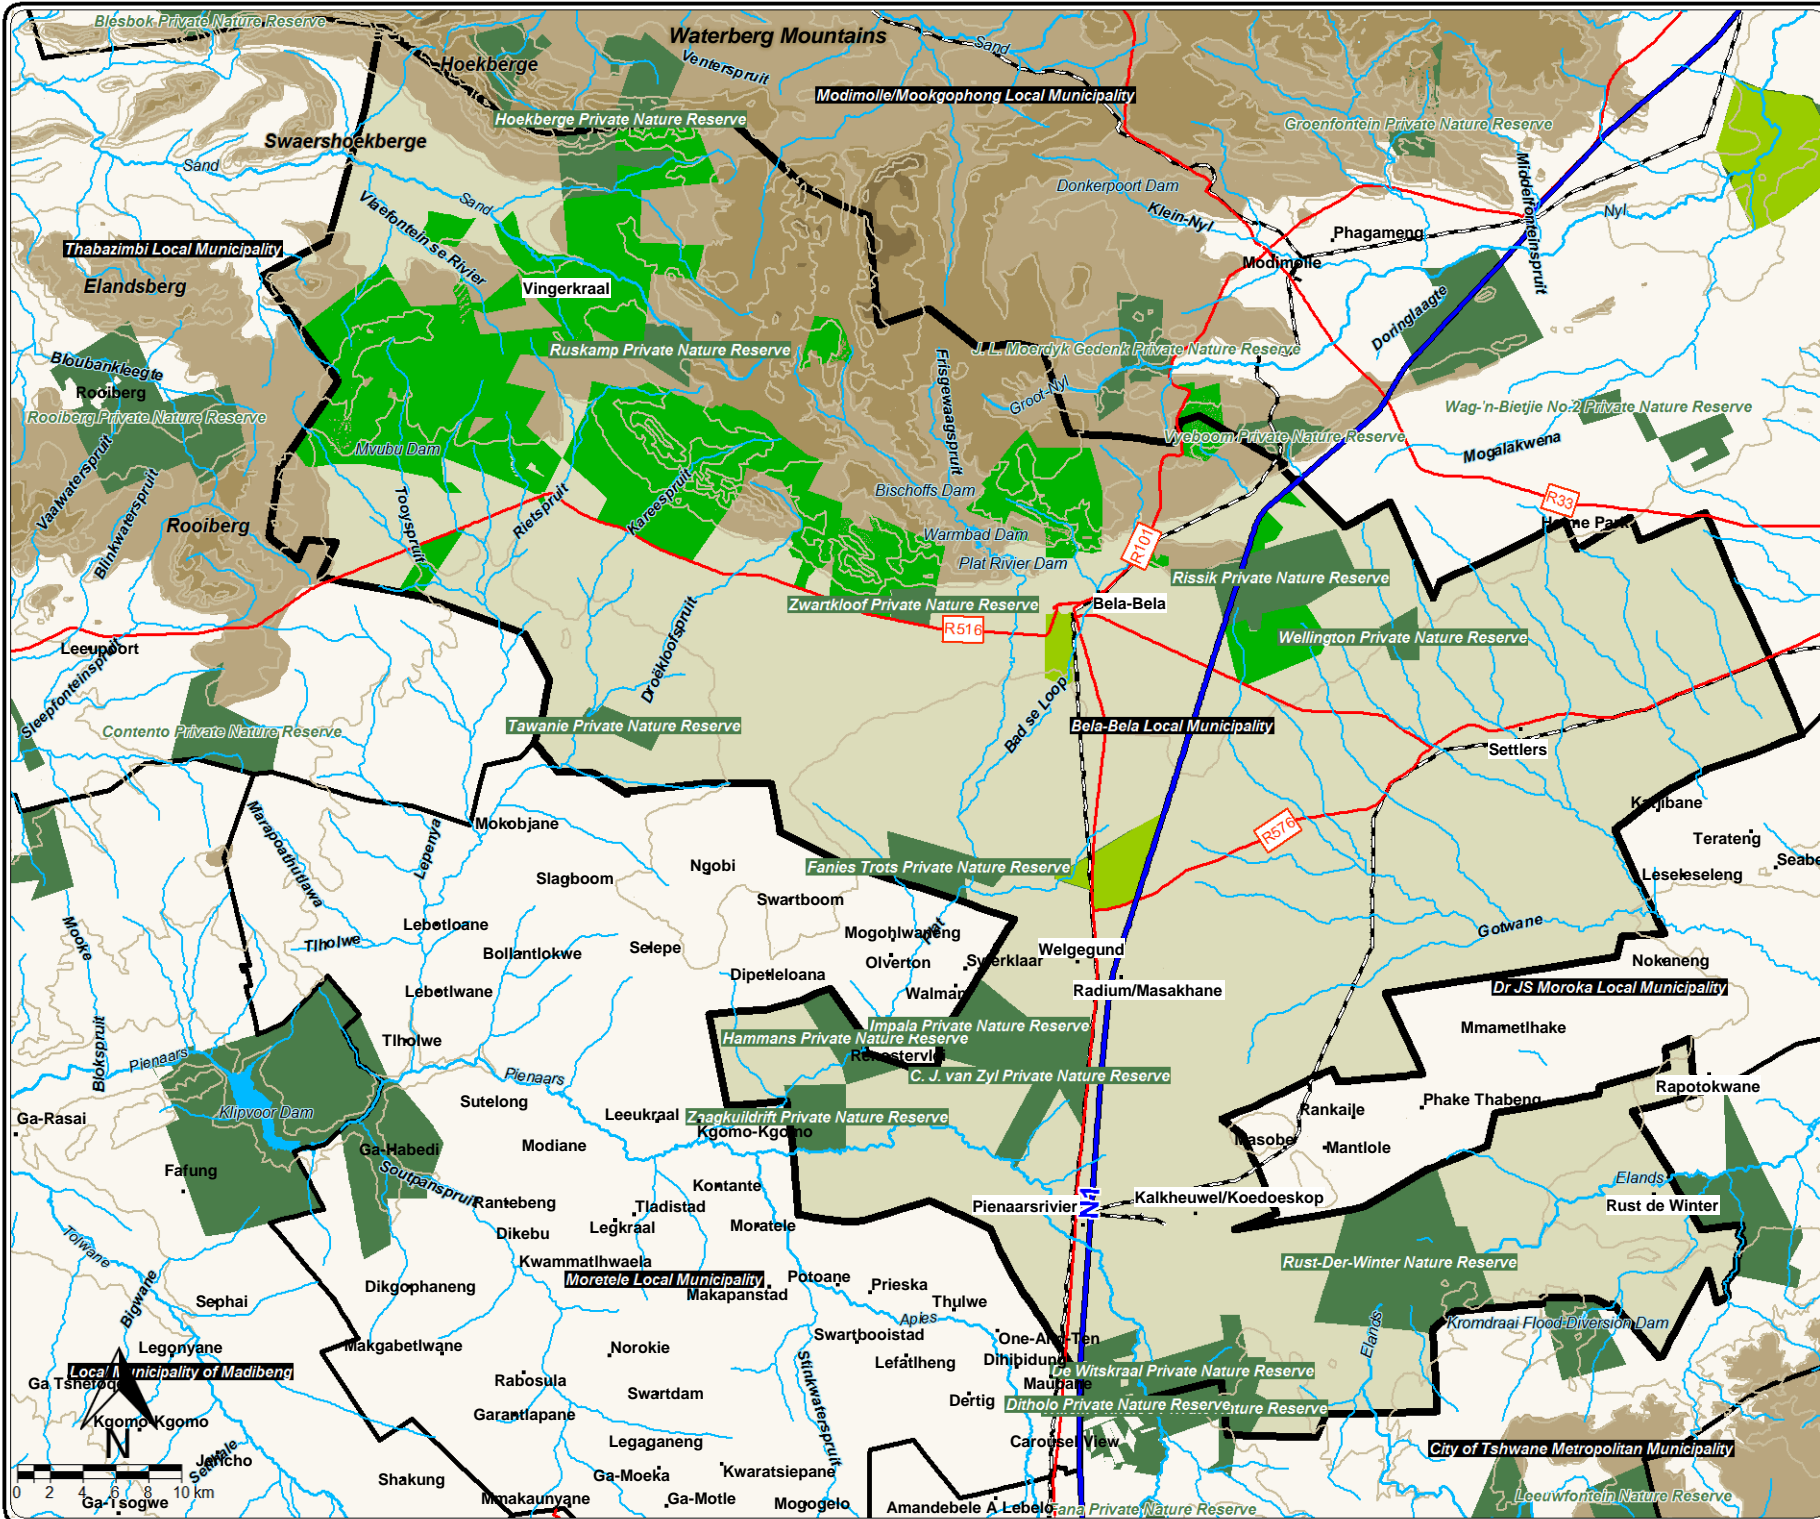 Blesbok Private Nature Reserve
Waterberg Mountains
Hoekberge
Venterspruit
Sand
Modimolle/Mookgophong Local Municipality
Hoekberge Private Nature Reserve
Groenfontein Private Nature Reserve
Swaershoekberge
Sand
Sand
Donkerpoort Dam
Middelfonteinspruit
Klein-Nyl
Nyl
Vlaefontein se Rivier
Phagameng
Thabazimbi Local Municipality
Modimolle
Elandsberg
Vingerkraal
Doringlaagte
Ruskamp Private Nature Reserve
J. L. Moerdyk Gedenk Private Nature Reserve
Bloubankleegte
Rooiberg
Frisgewaagspruit
Groot-Nyl
Rooiberg Private Nature Reserve
Wag-'n-Bietjie No.2 Private Nature Reserve
Vyeboom Private Nature Reserve
Mvubu Dam
Mogalakwena
Vaalwaterspruit
Blinkwaterspruit
Tooyspruit
Rietspruit
Kareespruit
Bischoffs Dam
R33
Rooiberg
Warmbad Dam
R101
Plat Rivier Dam
Rissik Private Nature Reserve
Zwartkloof Private Nature Reserve
Bela-Bela
R516
Wellington Private Nature Reserve
Leeupoort
Sleepfonteinspruit
Droëkloofspruit
Bad se Loop
Contento Private Nature Reserve
Tawanie Private Nature Reserve
Bela-Bela Local Municipality
Settlers
Marapoathutlawa
Lepenya
Mokobjane
R576
Katjibane
Terateng
Ngobi
Fanies Trots Private Nature Reserve
Slagboom
Leseleseleng
Swartboom
Mooke
Lebotloane
Plat
Mogohlwaneng
Gotwane
Tlholwe
Bollantlokwe
Selepe
Welgegund
Olverton
Syferklaar
Nokaneng
Dipeteloana
Lebotlwane
Walman
Radium/Masakhane
Dr JS Moroka Local Municipality
Blokspruit
Impala Private Nature Reserve
Mmametlhake
Tlholwe
Hammans Private Nature Reserve
Pienaars
Pienaars
C. J. van Zyl Private Nature Reserve
Rapotokwane
Klipvoor Dam
Sutelong
Leeukraal
Zaagkuildrift Private Nature Reserve
Phake Thabeng
Rankaile
Ga-Rasai
Kgomo-Kgomo
Masobe
Mantlole
Ga-Habedi
Modiane
Fafung
Soutpanspruit
Kontante
Elands
Rantebeng
Tladistad
Pienaarsrivier
N1
Kalkheuwel/Koedoeskop
Rust de Winter
Legkraal
Moratele
Dikebu
Tolwane
Kwammatlhwaela
Rust-Der-Winter Nature Reserve
Moretele Local Municipality
Potoane
Prieska
Dikgophaneng
Makapanstad
Bigwane
Sephai
Thulwe
Apies
Elands
Kromdraai Flood Diversion Dam
Swartbooistad
One-And-Ten
Legonyane
Makgabetlwane
Norokie
Lefatlheng
Dihibidung
Stinkwaterspruit
Local Municipality of Madibeng
De Witskraal Private Nature Reserve
Rabosula
Maubane
Swartdam
Dertig
Ditholo Private Nature Reserve
Kgomo Kgomo
Garantlapane
N
Legaganeng
Carousel View
City of Tshwane Metropolitan Municipality
Jericho
Shakung
Ga-Moeka
Kwaratsiepane
0 2 4 6 8 10 km
Ga-Tsogwe
Mmakaunyane
Ga-Motle
Mogogelo
Amandebele A Lebelo
Leeuwfontein Nature Reserve